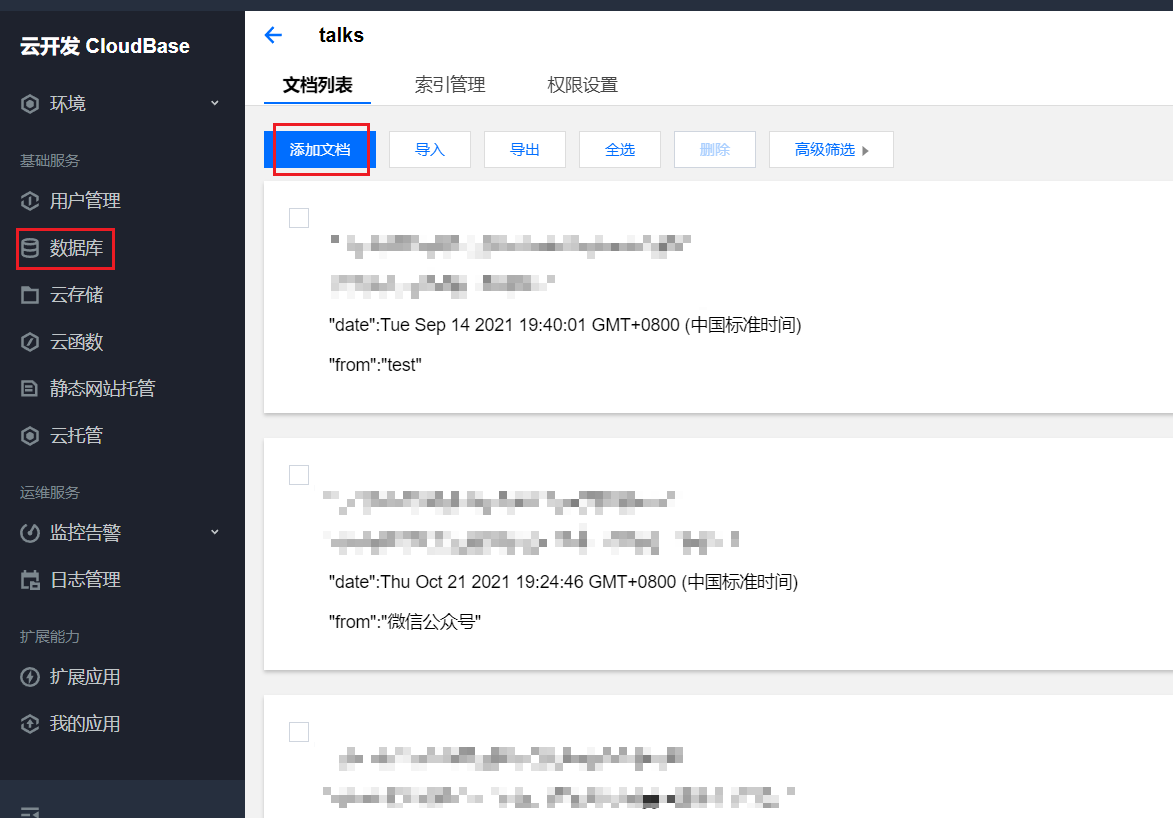 云开发 CloudBase
环境
基础服务
用户管理
数据库
云存储
云函数
静态网站托管
云托管
运维服务
监控告警
日志管理
扩展能力
扩展应用
我的应用
talks
文档列表 索引管理 权限设置
添加文档 导入 导出 全选 删除 高级筛选
"date":Tue Sep 14 2021 19:40:01 GMT+0800 (中国标准时间)
"from":"test"
"date":Thu Oct 21 2021 19:24:46 GMT+0800 (中国标准时间)
"from":"微信公众号"